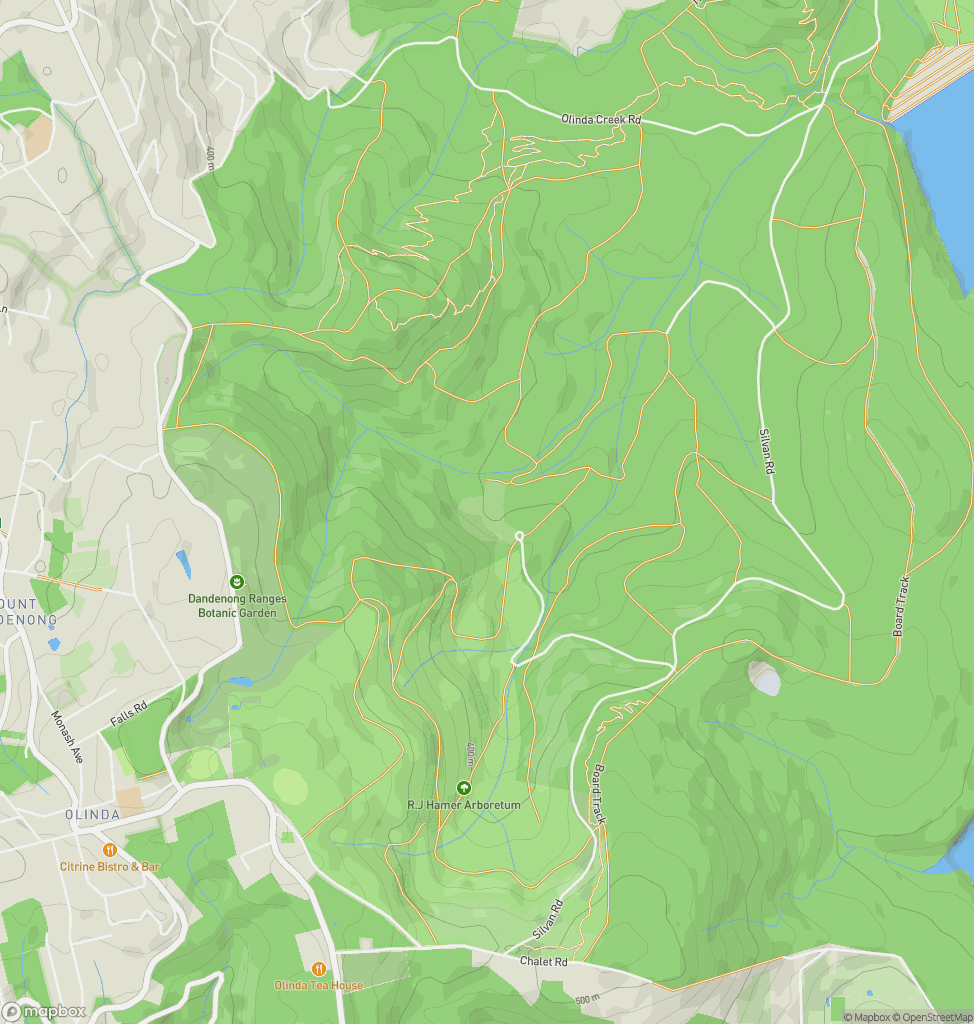 Olinda Creek Rd
400 m
Ln
Silvan Rd
Dandenong Ranges
Botanic Garden
OUNT
DENONG
Board Track
Falls Rd
Monash Ave
400 m
R.J Hamer Arboretum
Board Track
OLINDA
Citrine Bistro & Bar
Silvan Rd
Chalet Rd
Olinda Tea House
500 m
mapbox
© Mapbox © OpenStreetMap